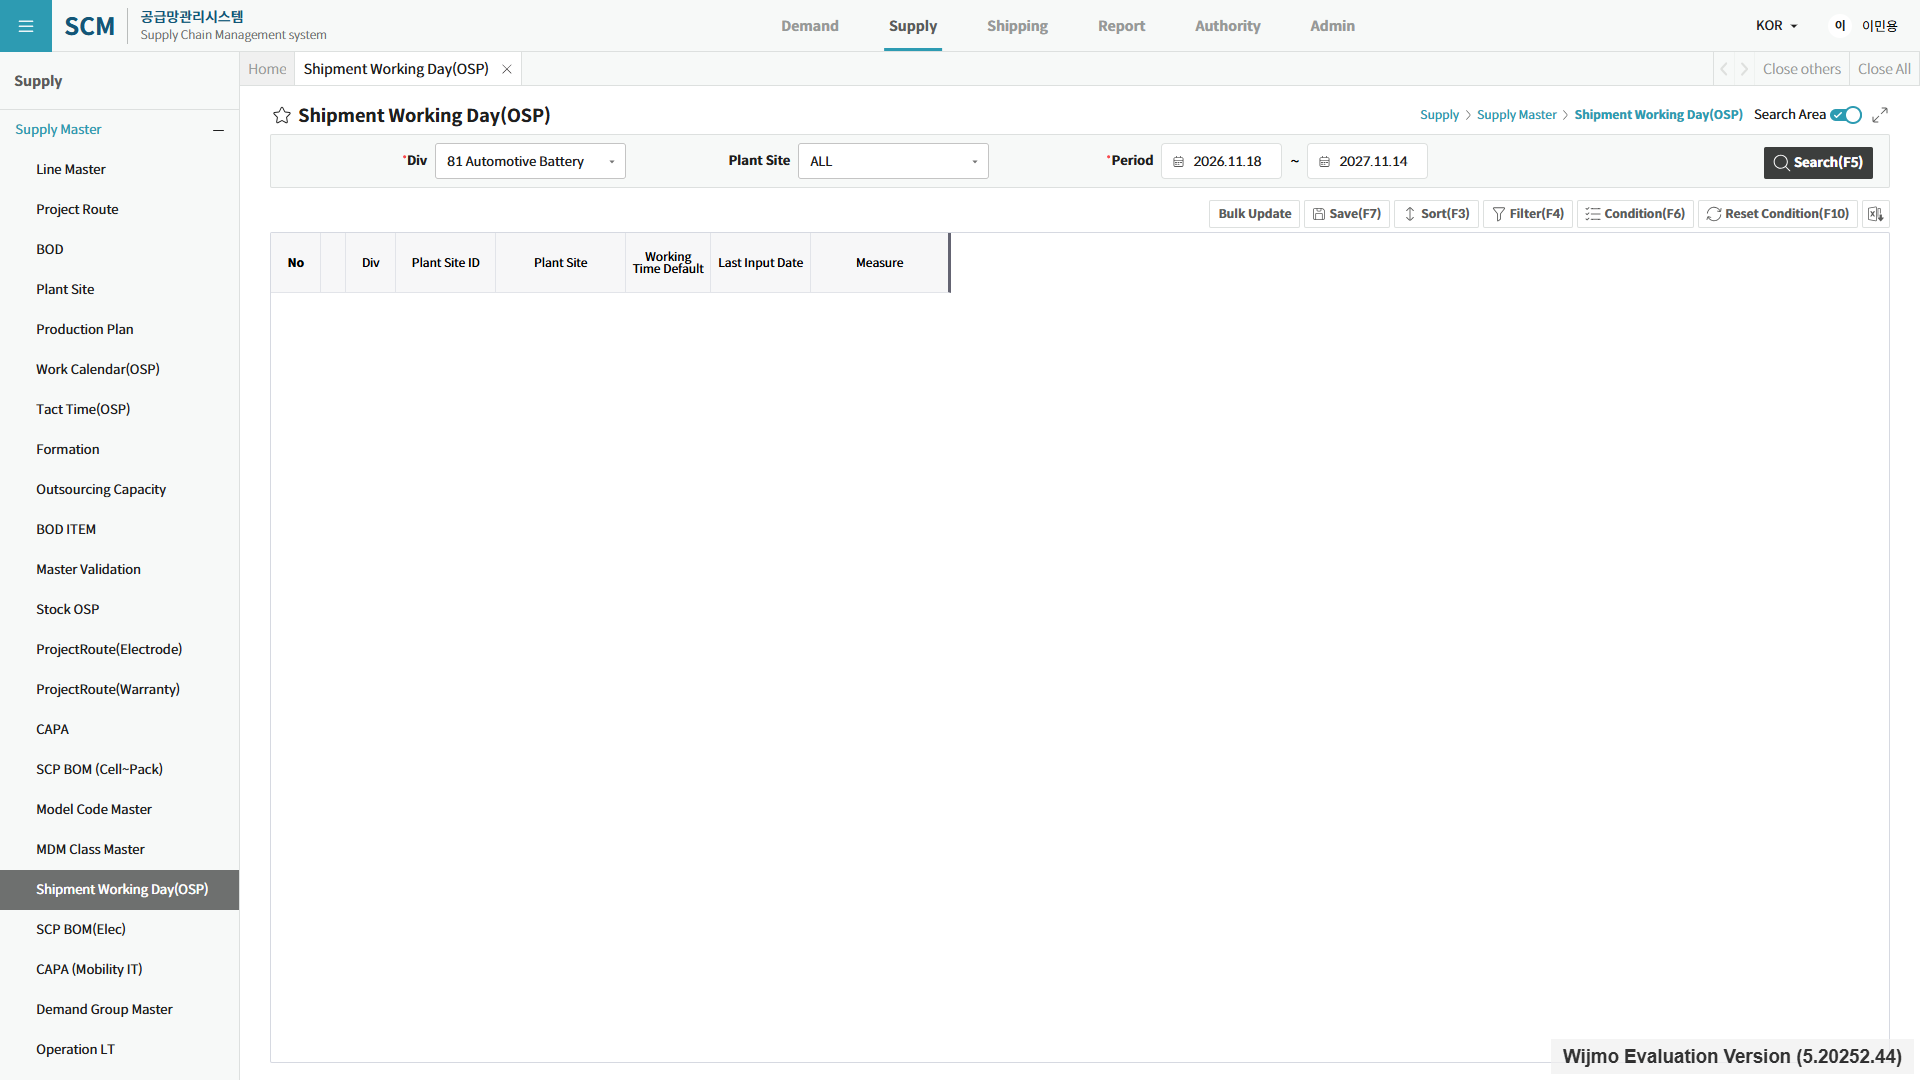 SCM
공급망관리시스템
Supply Chain Management system
Demand
Supply
Shipping
Report
Authority
Admin
KOR
이
이민용
Supply
Home
Shipment Working Day(OSP)
Close others
Close All
Supply Master
Line Master
Project Route
BOD
Plant Site
Production Plan
Work Calendar(OSP)
Tact Time(OSP)
Formation
Outsourcing Capacity
BOD ITEM
Master Validation
Stock OSP
ProjectRoute(Electrode)
ProjectRoute(Warranty)
CAPA
SCP BOM (Cell~Pack)
Model Code Master
MDM Class Master
Shipment Working Day(OSP)
SCP BOM(Elec)
CAPA (Mobility IT)
Demand Group Master
Operation LT
Shipment Working Day(OSP)
Supply > Supply Master > Shipment Working Day(OSP)
Search Area
*Div
81 Automotive Battery
Plant Site
ALL
*Period
2026.11.18
~
2027.11.14
Search(F5)
Bulk Update
Save(F7)
Sort(F3)
Filter(F4)
Condition(F6)
Reset Condition(F10)
No
Div
Plant Site ID
Plant Site
Working
Time Default
Last Input Date
Measure
Wijmo Evaluation Version (5.20252.44)